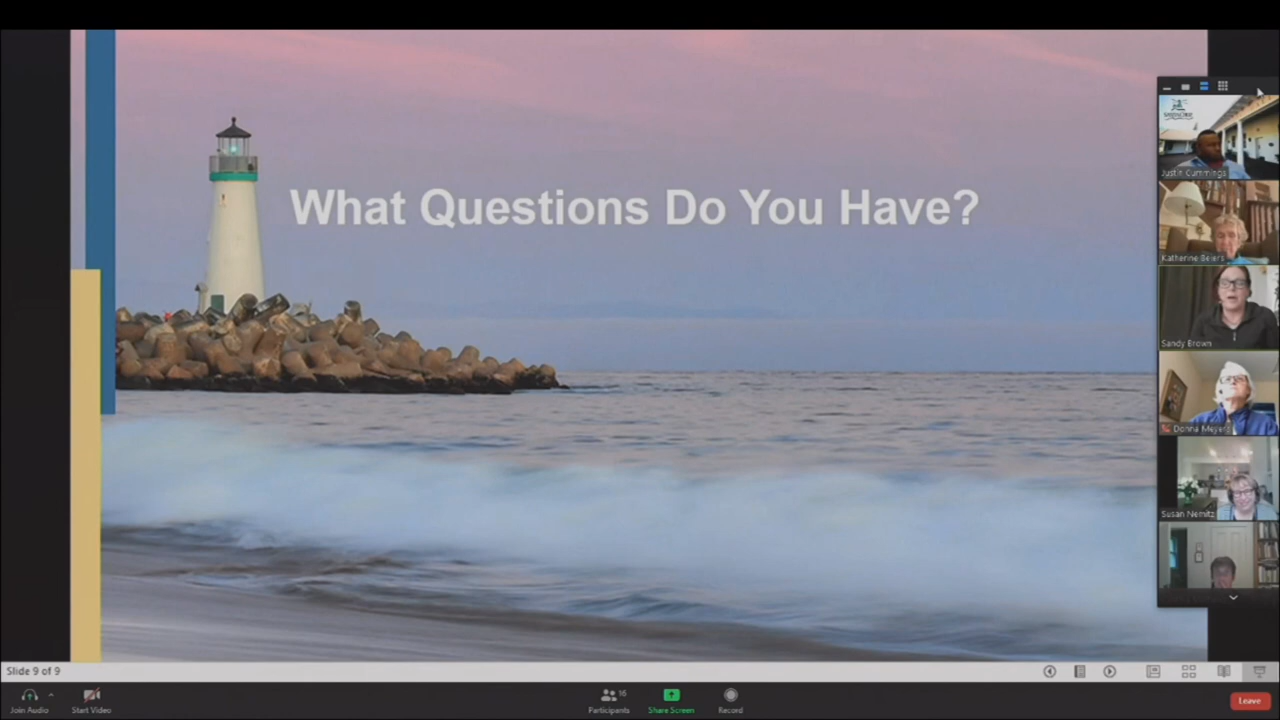 What Questions Do You Have?
Justin Cummings
Katherine Beiers
Sandy Brown
Donna Meyers
Susan Nemitz
Slide 9 of 9
Join Audio
Start Video
16
Participants
Share Screen
Record
Leave